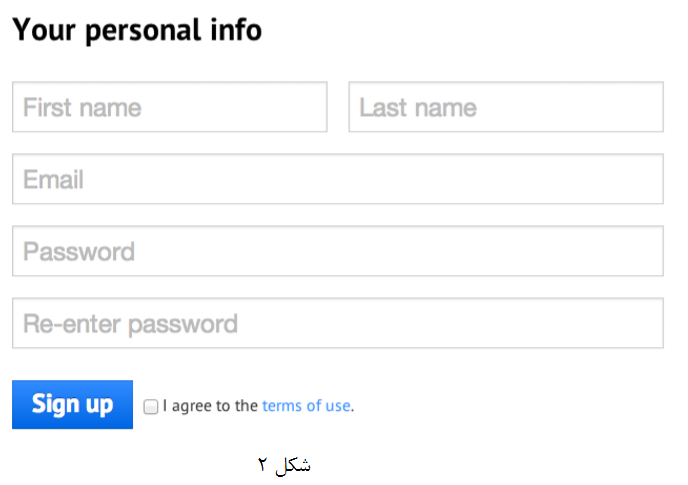 Your personal info
First name Last name
Email
Password
Re-enter password
Sign up I agree to the terms of use.
شکل ۲